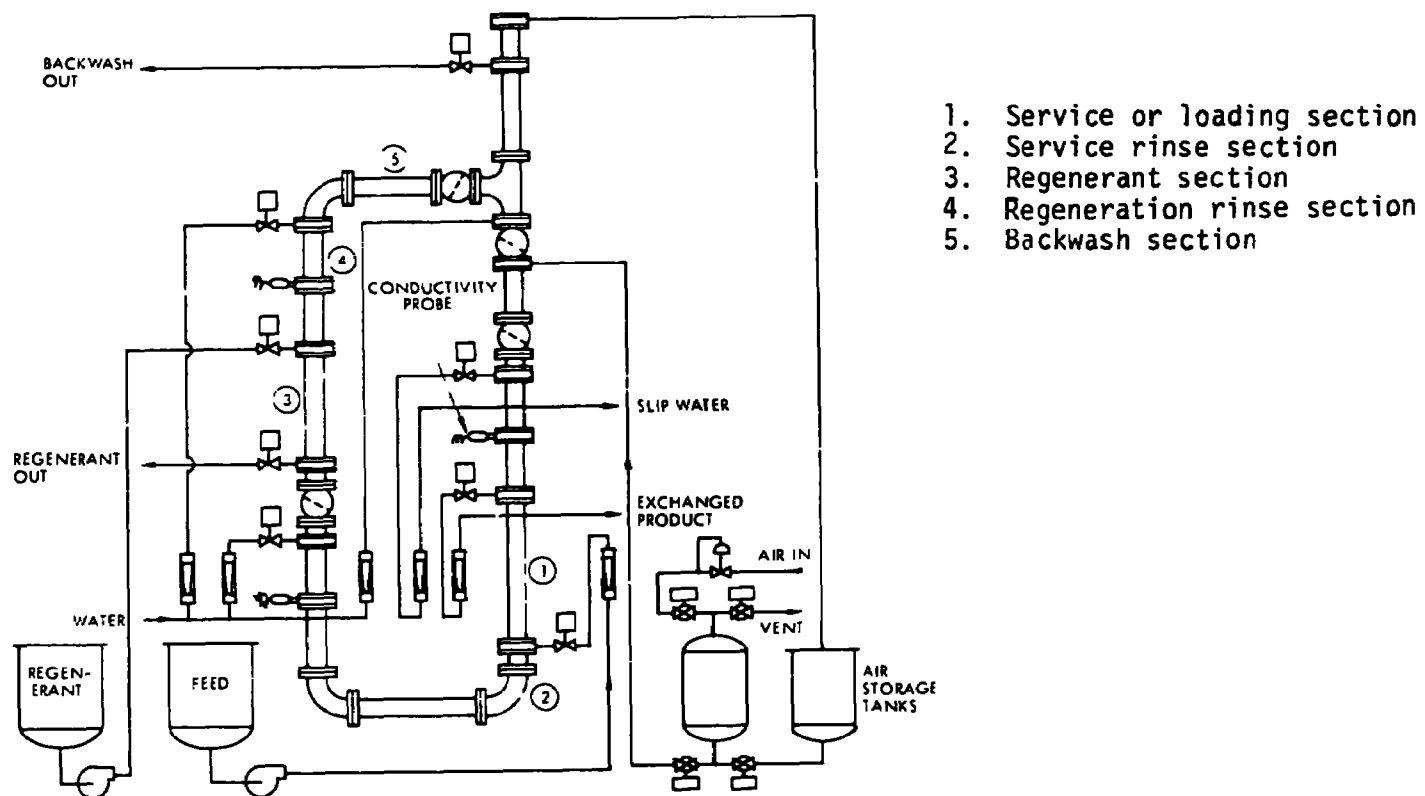 BACKWASH
OUT
5
4
CONDUCTIVITY
PROBE
3
SLIP WATER
REGENERANT
OUT
EXCHANGED
PRODUCT
1
AIR IN
WATER
VENT
REGEN-
ERANT
FEED
2
AIR
STORAGE
TANKS
1. Service or loading section
2. Service rinse section
3. Regenerant section
4. Regeneration rinse section
5. Backwash section